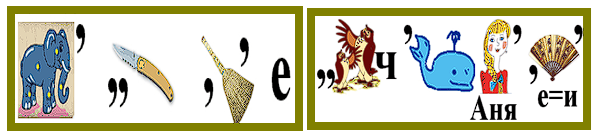 ’ ,, , ’ е
,, Ч ’ ’ ’
Аня е=и